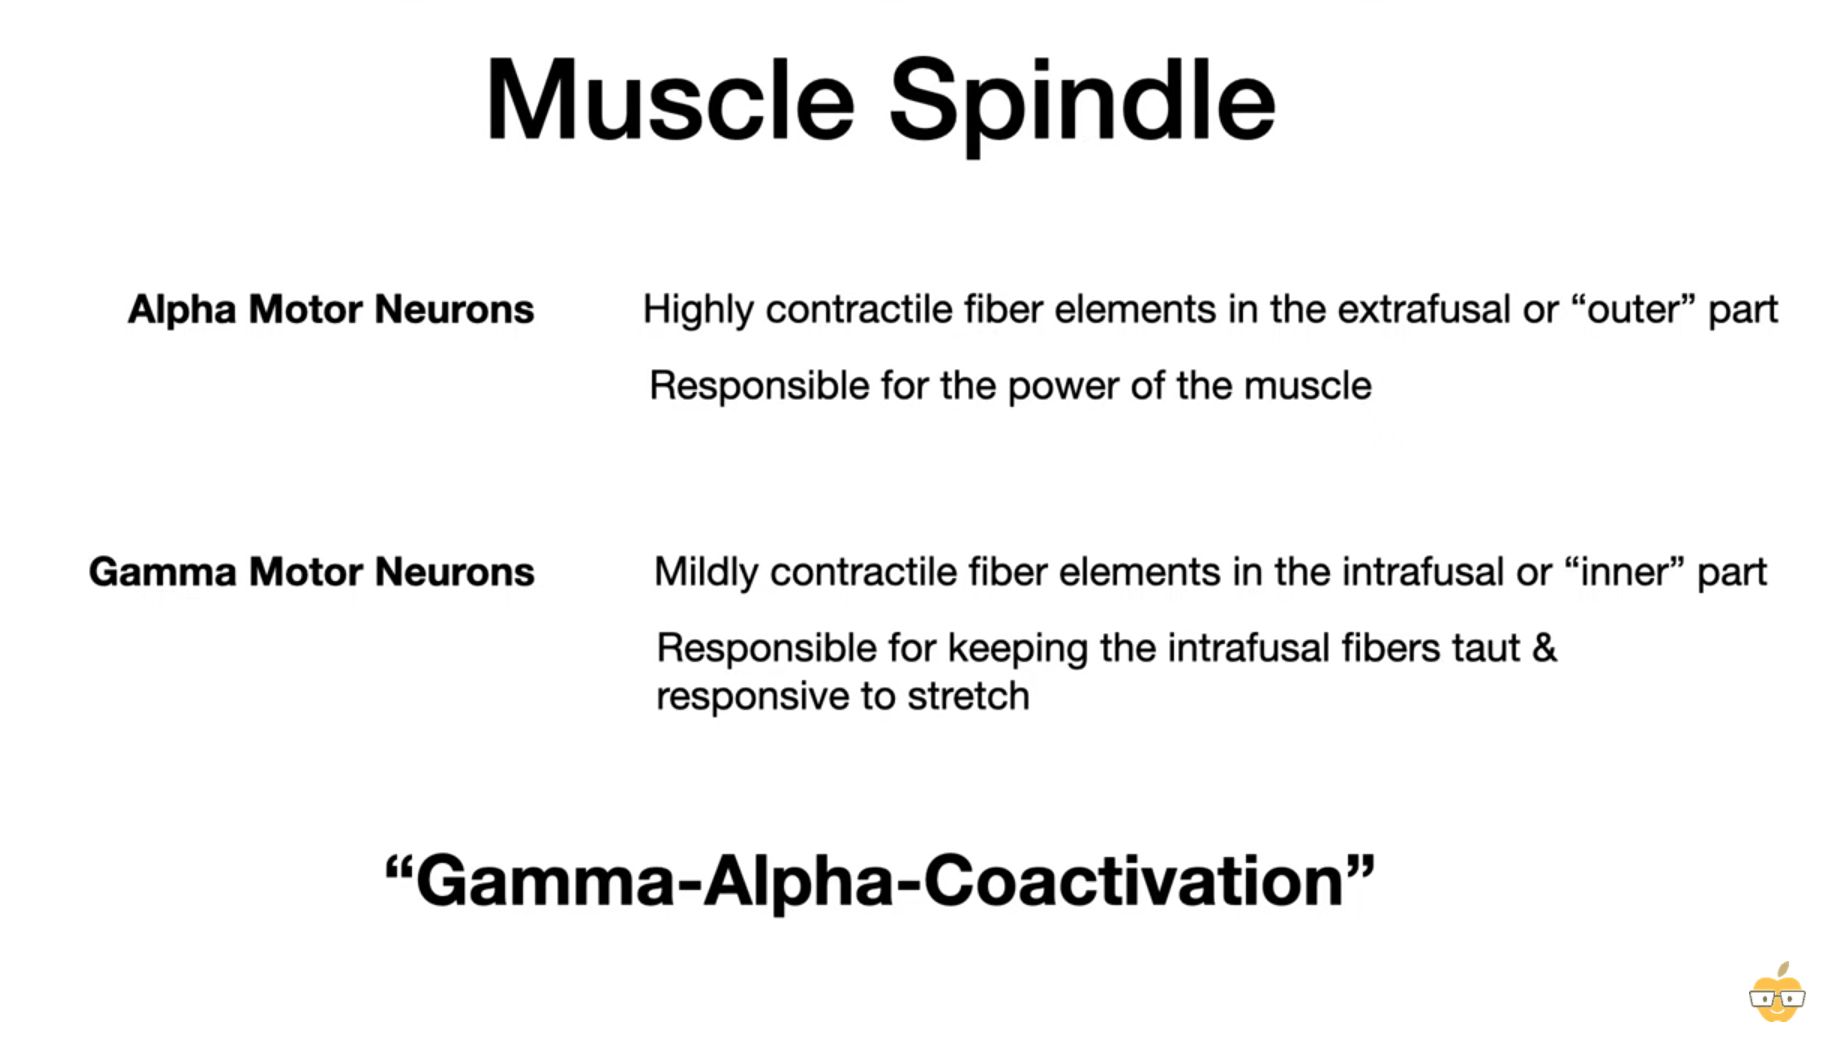 Muscle Spindle
Alpha Motor Neurons
Highly contractile fiber elements in the extrafusal or “outer” part
Responsible for the power of the muscle
Gamma Motor Neurons
Mildly contractile fiber elements in the intrafusal or “inner” part
Responsible for keeping the intrafusal fibers taut &
responsive to stretch
“Gamma-Alpha-Coactivation”